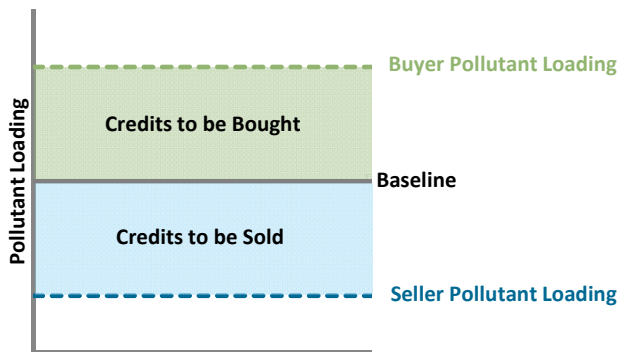 Buyer Pollutant Loading
Credits to be Bought
Pollutant Loading
Baseline
Credits to be Sold
Seller Pollutant Loading